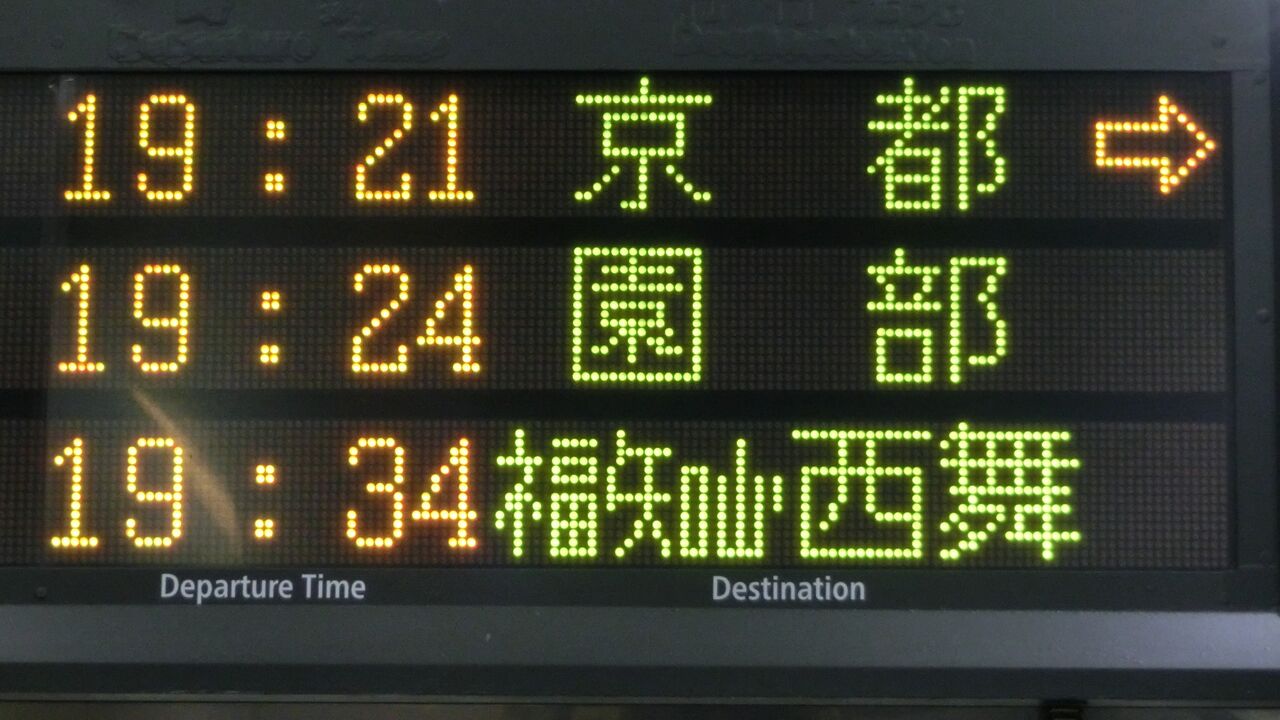 19:21 京都 ⇨
19:24 園部
19:34 福知山西舞
Departure Time Destination